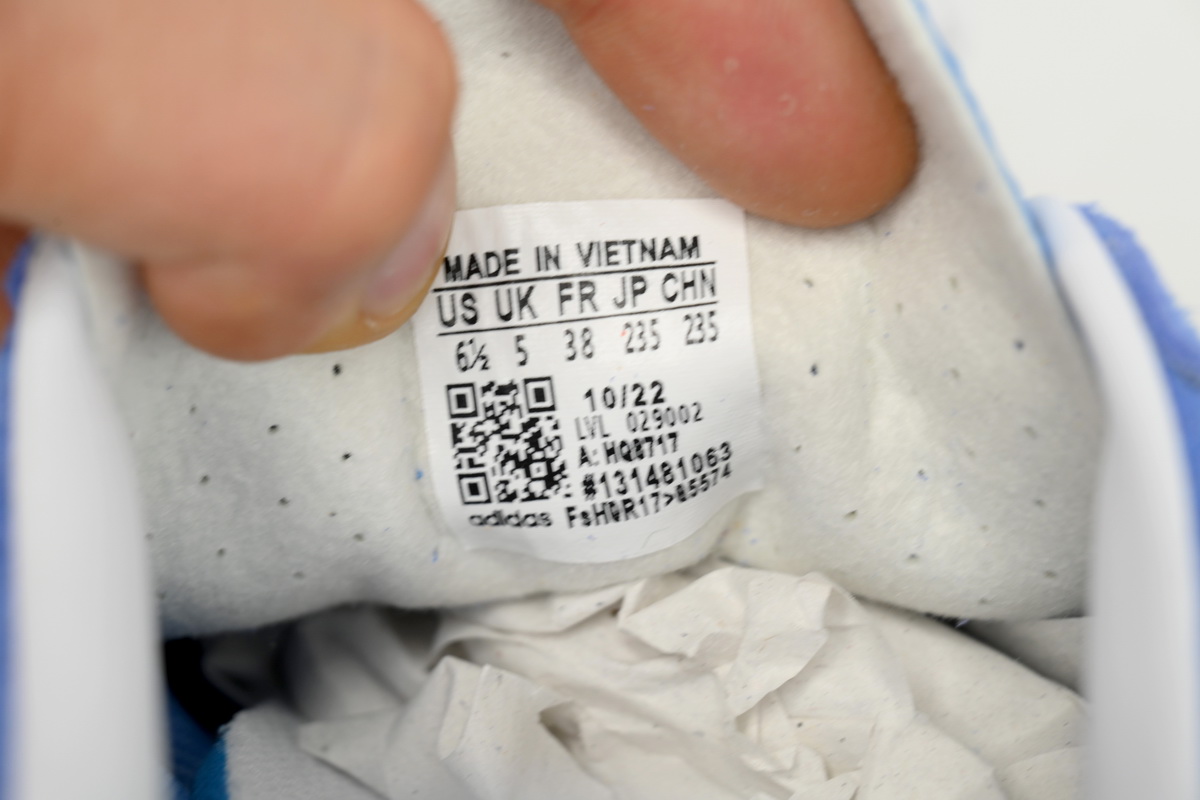 MADE IN VIETNAM
US UK FR JP CHN
6½ 5 38 235 235
10/22
LVL 029002
A: HQ8717
#131481063
adidas FsHQR17>85574